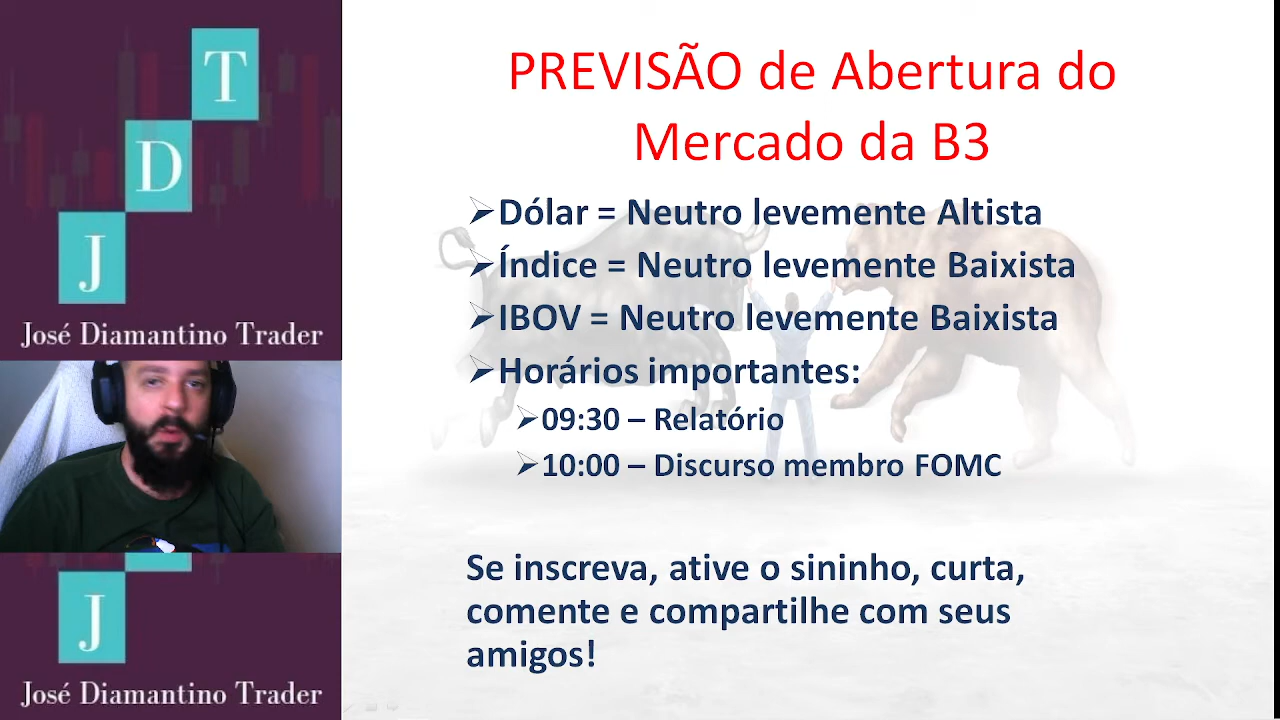 T
D
J
José Diamantino Trader
J
José Diamantino Trader
PREVISÃO de Abertura do
Mercado da B3
➢Dólar = Neutro levemente Altista
➢Índice = Neutro levemente Baixista
➢IBOV = Neutro levemente Baixista
➢Horários importantes:
➢09:30 – Relatório
➢10:00 – Discurso membro FOMC
Se inscreva, ative o sininho, curta,
comente e compartilhe com seus
amigos!